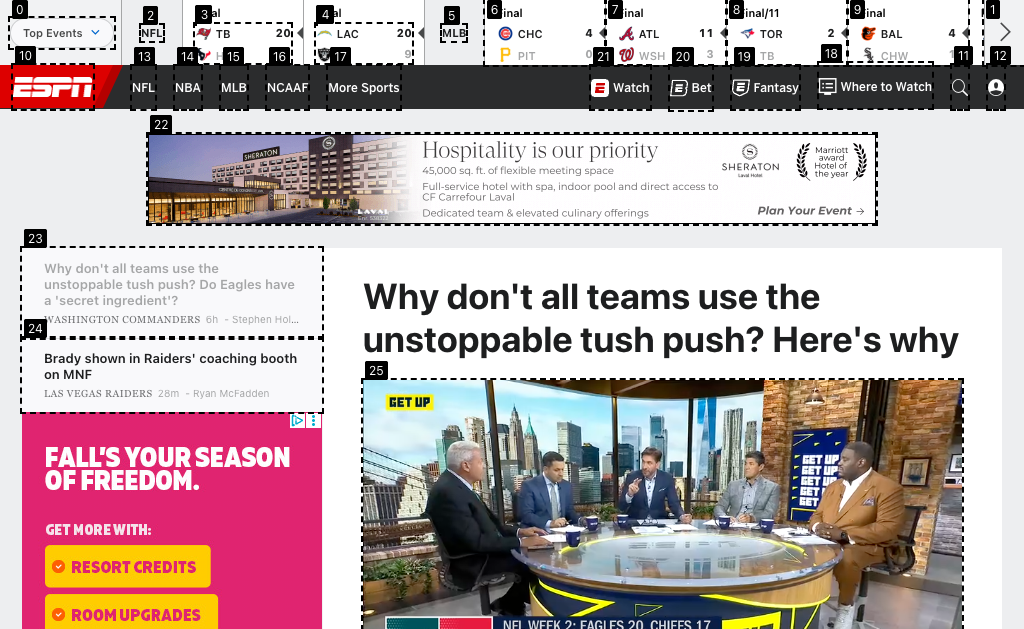 0
Top Events
2
NFL
3
4
5
MLB
TB 20
LAC 20
9
6
inal
CHC 4
PIT 0
7
inal
ATL 11
WSH 3
8
inal/11
TOR 2
TB
9
inal
BAL 4
CHW
1
10
ESPN
13
NFL
14
NBA
15
MLB
16
NCAAF
17
More Sports
21
Watch
20
Bet
19
Fantasy
18
Where to Watch
11
12
22
SHERATON
LAVAL
Hospitality is our priority
45,000 sq. ft. of flexible meeting space
Full-service hotel with spa, indoor pool and direct access to
CF Carrefour Laval
Dedicated team & elevated culinary offerings
SHERATON
Laval Hotel
Marriott
award
Hotel of
the year
Plan Your Event →
23
Why don't all teams use the
unstoppable tush push? Do Eagles have
a 'secret ingredient'?
WASHINGTON COMMANDERS 6h - Stephen Hol...
24
Brady shown in Raiders' coaching booth
on MNF
LAS VEGAS RAIDERS 28m - Ryan McFadden
FALL'S YOUR SEASON
OF FREEDOM.
GET MORE WITH:
RESORT CREDITS
ROOM UPGRADES
Why don't all teams use the
unstoppable tush push? Here's why
25
GET UP
GET UP
GET UP
GET UP
GET UP
NFL WEEK 2: EAGLES 20, CHIEFS 17